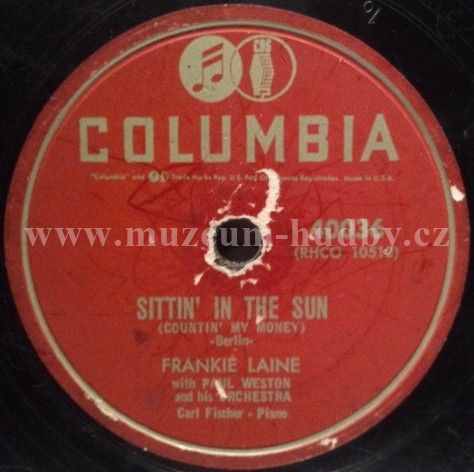 CBS
COLUMBIA
"Columbia" and Trade Marks Reg. U.S. Pat. Off. Marcas Registradas. Made in U.S.A.
www.muzeum-hudby.cz
40036
(RHCO 10519)
SITTIN' IN THE SUN
(COUNTIN' MY MONEY)
-Berlin-
FRANKIE LAINE
with PAUL WESTON
and his ORCHESTRA
Carl Fischer - Piano